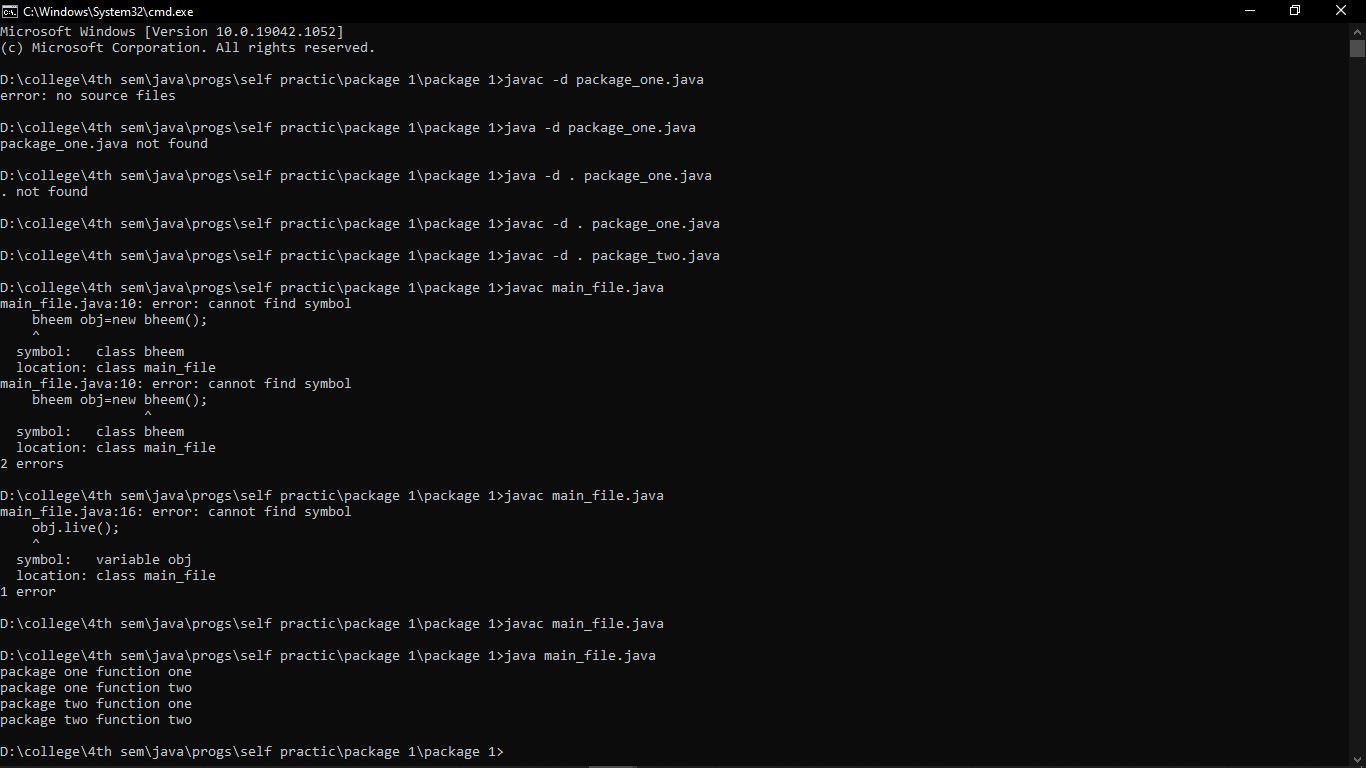 C:\Windows\System32\cmd.exe
Microsoft Windows [Version 10.0.19042.1052]
(c) Microsoft Corporation. All rights reserved.
D:\college\4th sem\java\progs\self practic\package 1\package 1>javac -d package_one.java
error: no source files
D:\college\4th sem\java\progs\self practic\package 1\package 1>java -d package_one.java
package_one.java not found
D:\college\4th sem\java\progs\self practic\package 1\package 1>java -d . package_one.java
. not found
D:\college\4th sem\java\progs\self practic\package 1\package 1>javac -d . package_one.java
D:\college\4th sem\java\progs\self practic\package 1\package 1>javac -d . package_two.java
D:\college\4th sem\java\progs\self practic\package 1\package 1>javac main_file.java
main_file.java:10: error: cannot find symbol
    bheem obj=new bheem();
    ^
  symbol:   class bheem
  location: class main_file
main_file.java:10: error: cannot find symbol
    bheem obj=new bheem();
                  ^
  symbol:   class bheem
  location: class main_file
2 errors
D:\college\4th sem\java\progs\self practic\package 1\package 1>javac main_file.java
main_file.java:16: error: cannot find symbol
    obj.live();
    ^
  symbol:   variable obj
  location: class main_file
1 error
D:\college\4th sem\java\progs\self practic\package 1\package 1>javac main_file.java
D:\college\4th sem\java\progs\self practic\package 1\package 1>java main_file.java
package one function one
package one function two
package two function one
package two function two
D:\college\4th sem\java\progs\self practic\package 1\package 1>